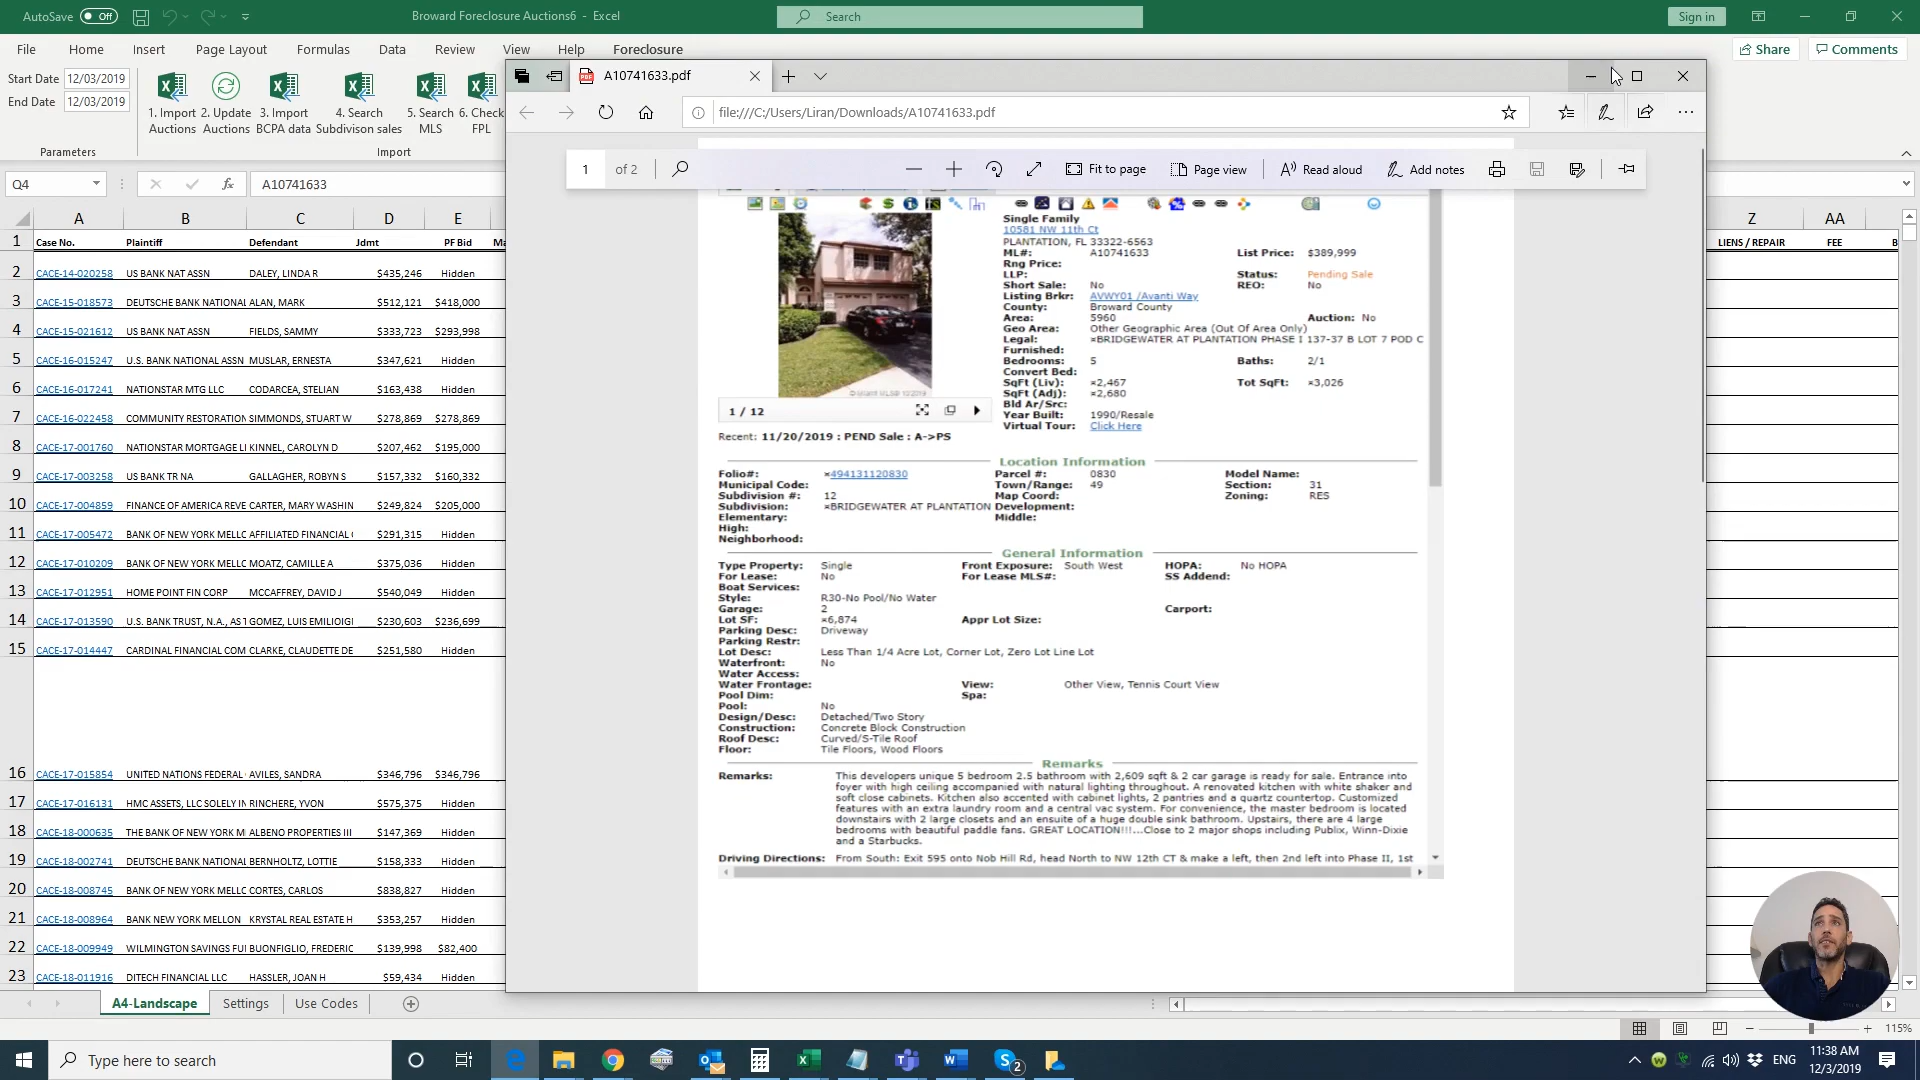 AutoSave Off
Broward Foreclosure Auctions6 - Excel
Search
Sign in
File Home Insert Page Layout Formulas Data Review View Help Foreclosure
Share Comments
Start Date 12/03/2019
End Date 12/03/2019
Parameters
1. Import Auctions
2. Update Auctions
3. Import BCPA data
4. Search Subdivison sales
5. Search MLS
6. Check FPL
Import
Q4
fx A10741633
A B C D E Z AA
1 Case No. Plaintiff Defendant Jdmt PF Bid LIENS / REPAIR FEE
2 CACE-14-020258 US BANK NAT ASSN DALEY, LINDA R $435,246 Hidden
3 CACE-15-018573 DEUTSCHE BANK NATIONAL ALAN, MARK $512,121 $418,000
4 CACE-15-021612 US BANK NAT ASSN FIELDS, SAMMY $333,723 $293,998
5 CACE-16-015247 U.S. BANK NATIONAL ASSN MUSLAR, ERNESTA $347,621 Hidden
6 CACE-16-017241 NATIONSTAR MTG LLC CODARCEA, STELIAN $163,438 Hidden
7 CACE-16-022458 COMMUNITY RESTORATION SIMMONDS, STUART W $278,869 $278,869
8 CACE-17-001760 NATIONSTAR MORTGAGE LI KINNEL, CAROLYN D $207,462 $195,000
9 CACE-17-003258 US BANK TR NA GALLAGHER, ROBYN S $157,332 $160,332
10 CACE-17-004859 FINANCE OF AMERICA REVE CARTER, MARY WASHIN $249,824 $205,000
11 CACE-17-005472 BANK OF NEW YORK MELLC AFFILIATED FINANCIAL $291,315 Hidden
12 CACE-17-010209 BANK OF NEW YORK MELLC MOATZ, CAMILLE A $375,036 Hidden
13 CACE-17-012951 HOME POINT FIN CORP MCCAFFREY, DAVID J $540,049 Hidden
14 CACE-17-013590 U.S. BANK TRUST, N.A., AS T GOMEZ, LUIS EMILIOIGI $230,603 $236,699
15 CACE-17-014447 CARDINAL FINANCIAL COM CLARKE, CLAUDETTE DE $251,580 Hidden
16 CACE-17-015854 UNITED NATIONS FEDERAL AVILES, SANDRA $346,796 $346,796
17 CACE-17-016131 HMC ASSETS, LLC SOLELY IN RINCHERE, YVON $575,375 Hidden
18 CACE-18-000635 THE BANK OF NEW YORK M ALBENO PROPERTIES III $147,369 Hidden
19 CACE-18-002741 DEUTSCHE BANK NATIONAL BERNHOLTZ, LOTTIE $158,333 Hidden
20 CACE-18-008745 BANK OF NEW YORK MELLC CORTES, CARLOS $838,827 Hidden
21 CACE-18-008964 BANK NEW YORK MELLON KRYSTAL REAL ESTATE H $353,257 Hidden
22 CACE-18-009949 WILMINGTON SAVINGS FUI BUONFIGLIO, FREDERIC $139,998 $82,400
23 CACE-18-011916 DITECH FINANCIAL LLC HASSLER, JOAN H $59,434 Hidden
A4-Landscape Settings Use Codes
115%
A10741633.pdf
file:///C:/Users/Liran/Downloads/A10741633.pdf
1 of 2 Fit to page Page view Read aloud Add notes
Single Family
10581 NW 11th Ct
PLANTATION, FL 33322-6563
ML#: A10741633 List Price: $389,999
Rng Price:
LLP: Status: Pending Sale
Short Sale: No REO: No
Listing Brkr: AVWY01 /Avanti Way
County: Broward County
Area: 5960 Auction: No
Geo Area: Other Geographic Area (Out Of Area Only)
Legal: ×BRIDGEWATER AT PLANTATION PHASE I 137-37 B LOT 7 POD C
Furnished:
Bedrooms: 5 Baths: 2/1
Convert Bed:
SqFt (Liv): ×2,467 Tot SqFt: ×3,026
SqFt (Adj): ×2,680
Bld Ar/Src:
Year Built: 1990/Resale
Virtual Tour: Click Here
1 / 12
Recent: 11/20/2019 : PEND Sale : A->PS
Location Information
Folio#: ×494131120830 Parcel #: 0830 Model Name:
Municipal Code: Town/Range: 49 Section: 31
Subdivision #: 12 Map Coord: Zoning: RES
Subdivision: ×BRIDGEWATER AT PLANTATION Development:
Elementary: Middle:
High:
Neighborhood:
General Information
Type Property: Single Front Exposure: South West HOPA: No HOPA
For Lease: No For Lease MLS#: SS Addend:
Boat Services:
Style: R30-No Pool/No Water
Garage: 2 Carport:
Lot SF: ×6,874 Appr Lot Size:
Parking Desc: Driveway
Parking Restr:
Lot Desc: Less Than 1/4 Acre Lot, Corner Lot, Zero Lot Line Lot
Waterfront: No
Water Access:
Water Frontage: View: Other View, Tennis Court View
Pool Dim: Spa:
Pool: No
Design/Desc: Detached/Two Story
Construction: Concrete Block Construction
Roof Desc: Curved/S-Tile Roof
Floor: Tile Floors, Wood Floors
Remarks
Remarks: This developers unique 5 bedroom 2.5 bathroom with 2,609 sqft & 2 car garage is ready for sale. Entrance into
foyer with high ceiling accompanied with natural lighting throughout. A renovated kitchen with white shaker and
soft close cabinets. Kitchen also accented with cabinet lights, 2 pantries and a quartz countertop. Customized
features with an extra laundry room and a central vac system. For convenience, the master bedroom is located
downstairs with 2 large closets and an ensuite of a huge double sink bathroom. Upstairs, there are 4 large
bedrooms with beautiful paddle fans. GREAT LOCATION!!!...Close to 2 major shops including Publix, Winn-Dixie
and a Starbucks.
Driving Directions: From South: Exit 595 onto Nob Hill Rd, head North to NW 12th CT & make a left, then 2nd left into Phase II, 1st
Type here to search
2
ENG
11:38 AM
12/3/2019